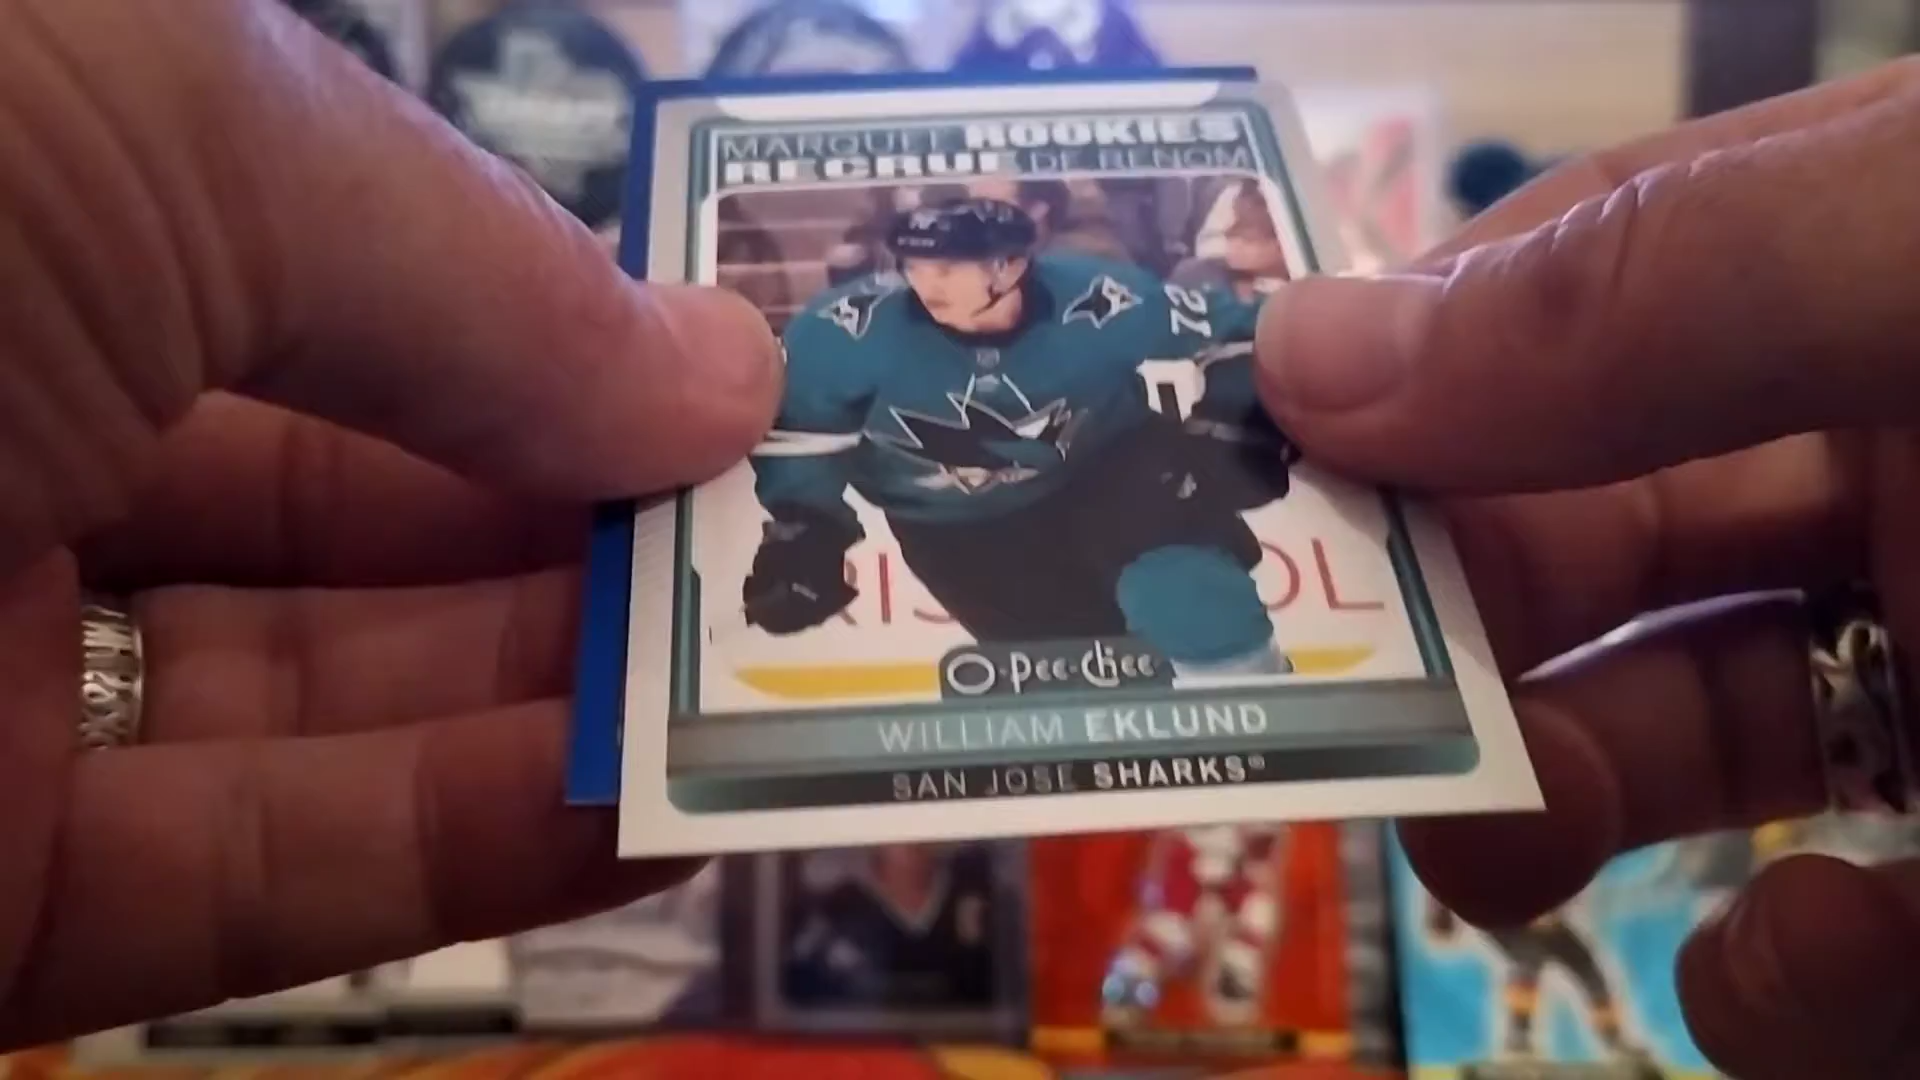 MARQUEE ROOKIES
RECRUE DE RENOM
72
O-Pee-Chee
WILLIAM EKLUND
SAN JOSE SHARKS®